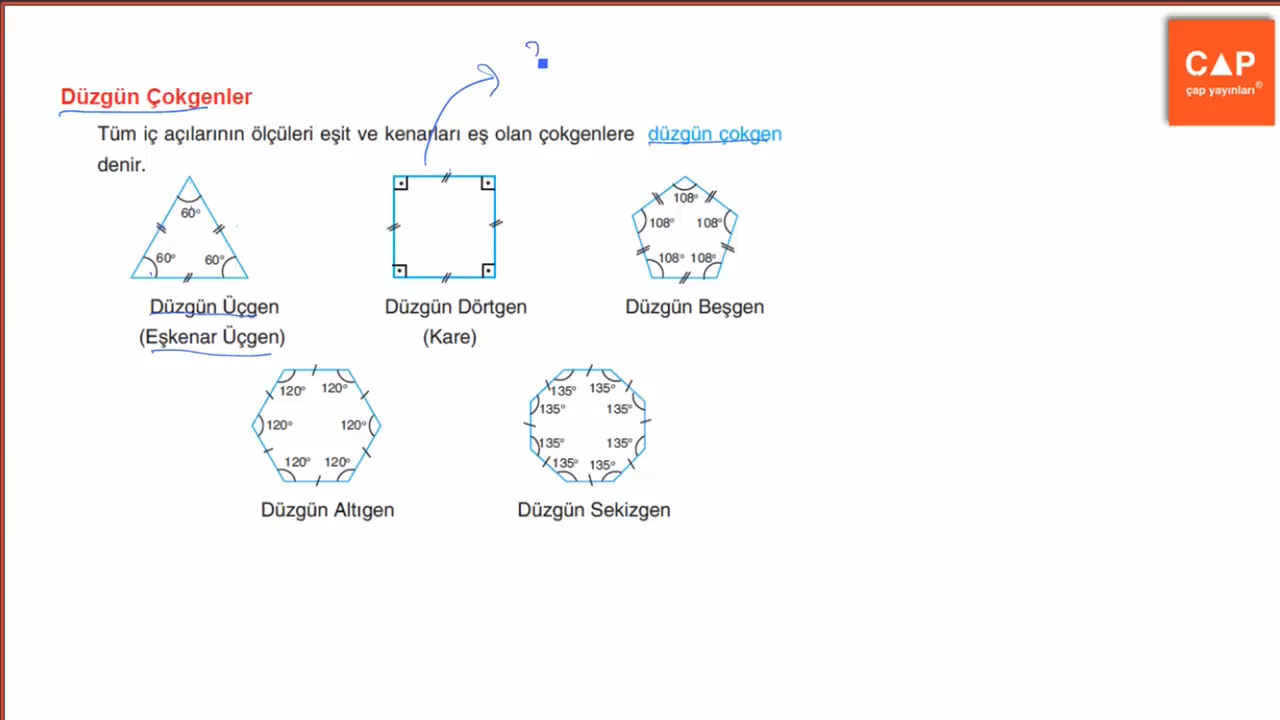 CAP
çap yayınları®
?
Düzgün Çokgenler
Tüm iç açılarının ölçüleri eşit ve kenarları eş olan çokgenlere düzgün çokgen
denir.
60°
60° 60°
108°
108° 108°
108° 108°
Düzgün Üçgen
(Eşkenar Üçgen)
Düzgün Dörtgen
(Kare)
Düzgün Beşgen
120° 120°
120° 120°
120° 120°
Düzgün Altıgen
135° 135°
135° 135°
135° 135°
135° 135°
Düzgün Sekizgen